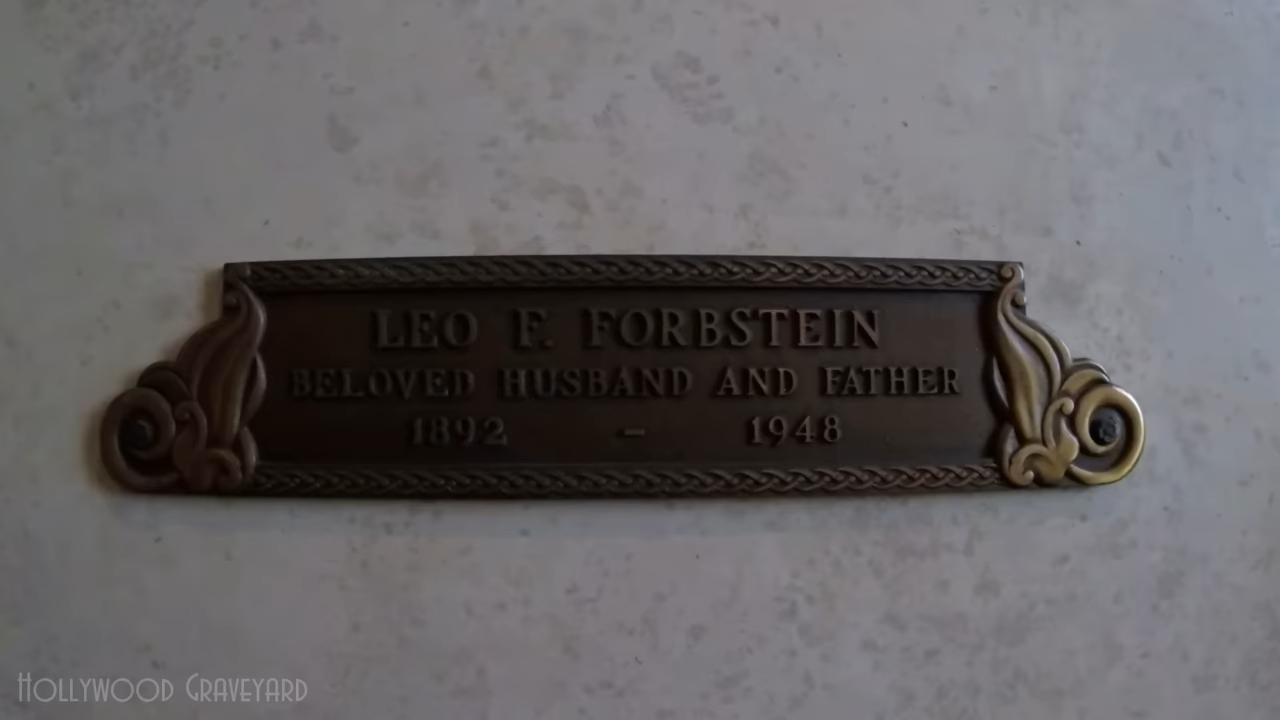 LEO F. FORBSTEIN
BELOVED HUSBAND AND FATHER
1892 – 1948
HOLLYWOOD GRAVEYARD